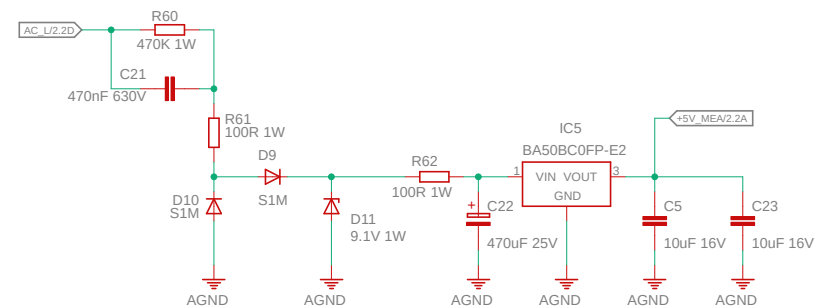 R60
AC_L/2.2D
470K 1W
C21
470nF 630V
R61
100R 1W
+5V_MEA/2.2A
IC5
BA50BC0FP-E2
D9
R62
1
VIN VOUT
3
GND
S1M
100R 1W
D10
S1M
D11
9.1V 1W
+
C22
470uF 25V
C5
10uF 16V
C23
10uF 16V
AGND
AGND
AGND
AGND
AGND
AGND